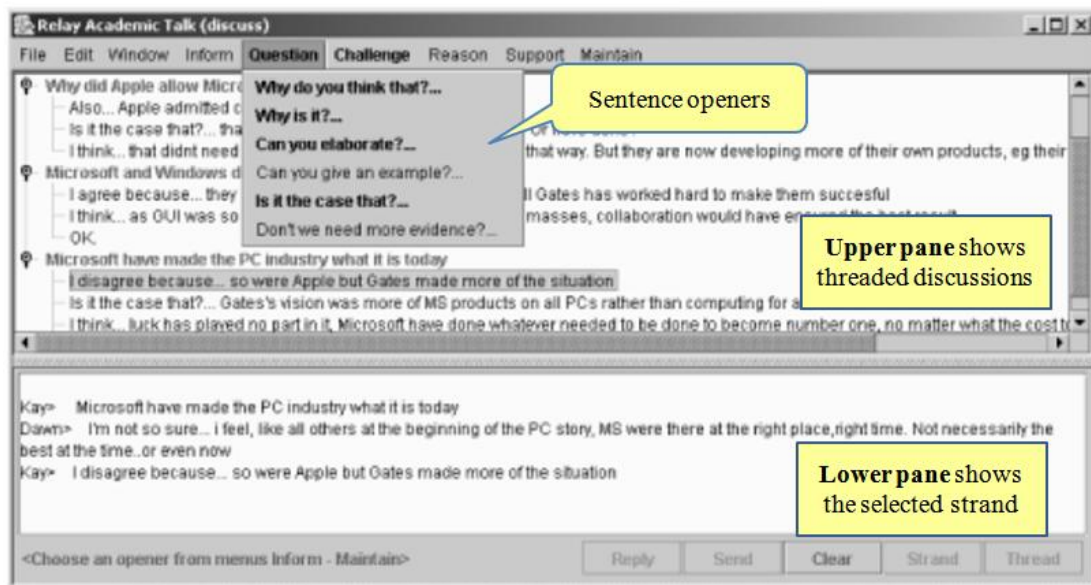 Relay Academic Talk (discuss)
File Edit Window Inform Question Challenge Reason Support Maintain
Why do you think that?...
Why is it?...
Can you elaborate?...
Can you give an example?...
Is it the case that?...
Don't we need more evidence?...
Sentence openers
Why did Apple allow Micro
Also... Apple admitted c
Is it the case that?... tha
I think... that didnt need that way. But they are now developing more of their own products, eg their
Microsoft and Windows d
I agree because... they ll Gates has worked hard to make them succesful
I think... as GUI was so masses, collaboration would have ensured the best result
OK.
Microsoft have made the PC industry what it is today
I disagree because... so were Apple but Gates made more of the situation
Is it the case that?... Gates's vision was more of MS products on all PCs rather than computing for a
I think... luck has played no part in it, Microsoft have done whatever needed to be done to become number one, no matter what the cost to
Upper pane shows
threaded discussions
Kay> Microsoft have made the PC industry what it is today
Dawn> I'm not so sure... i feel, like all others at the beginning of the PC story, MS were there at the right place,right time. Not necessarily the
best at the time..or even now
Kay> I disagree because... so were Apple but Gates made more of the situation
Lower pane shows
the selected strand
<Choose an opener from menus Inform - Maintain> Reply Send Clear Strand Thread